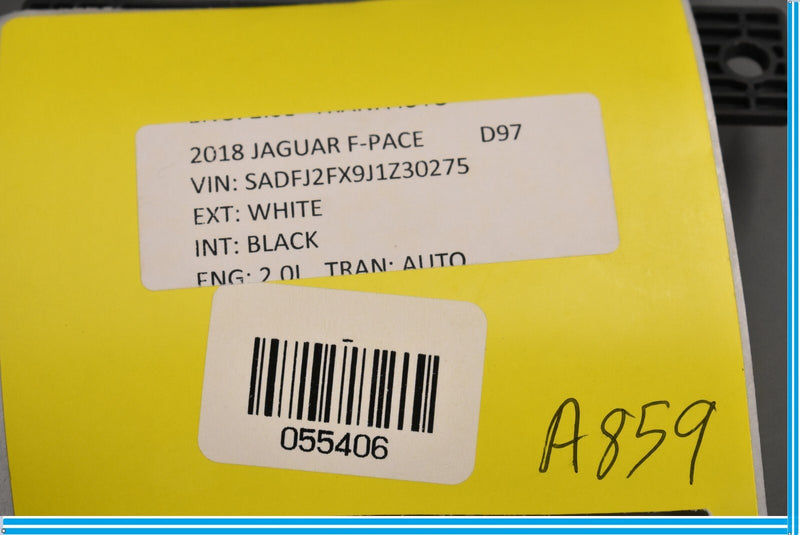 2018 JAGUAR F-PACE D97
VIN: SADFJ2FX9J1Z30275
EXT: WHITE
INT: BLACK
ENG: 2.0L TRAN: AUTO
055406
A859